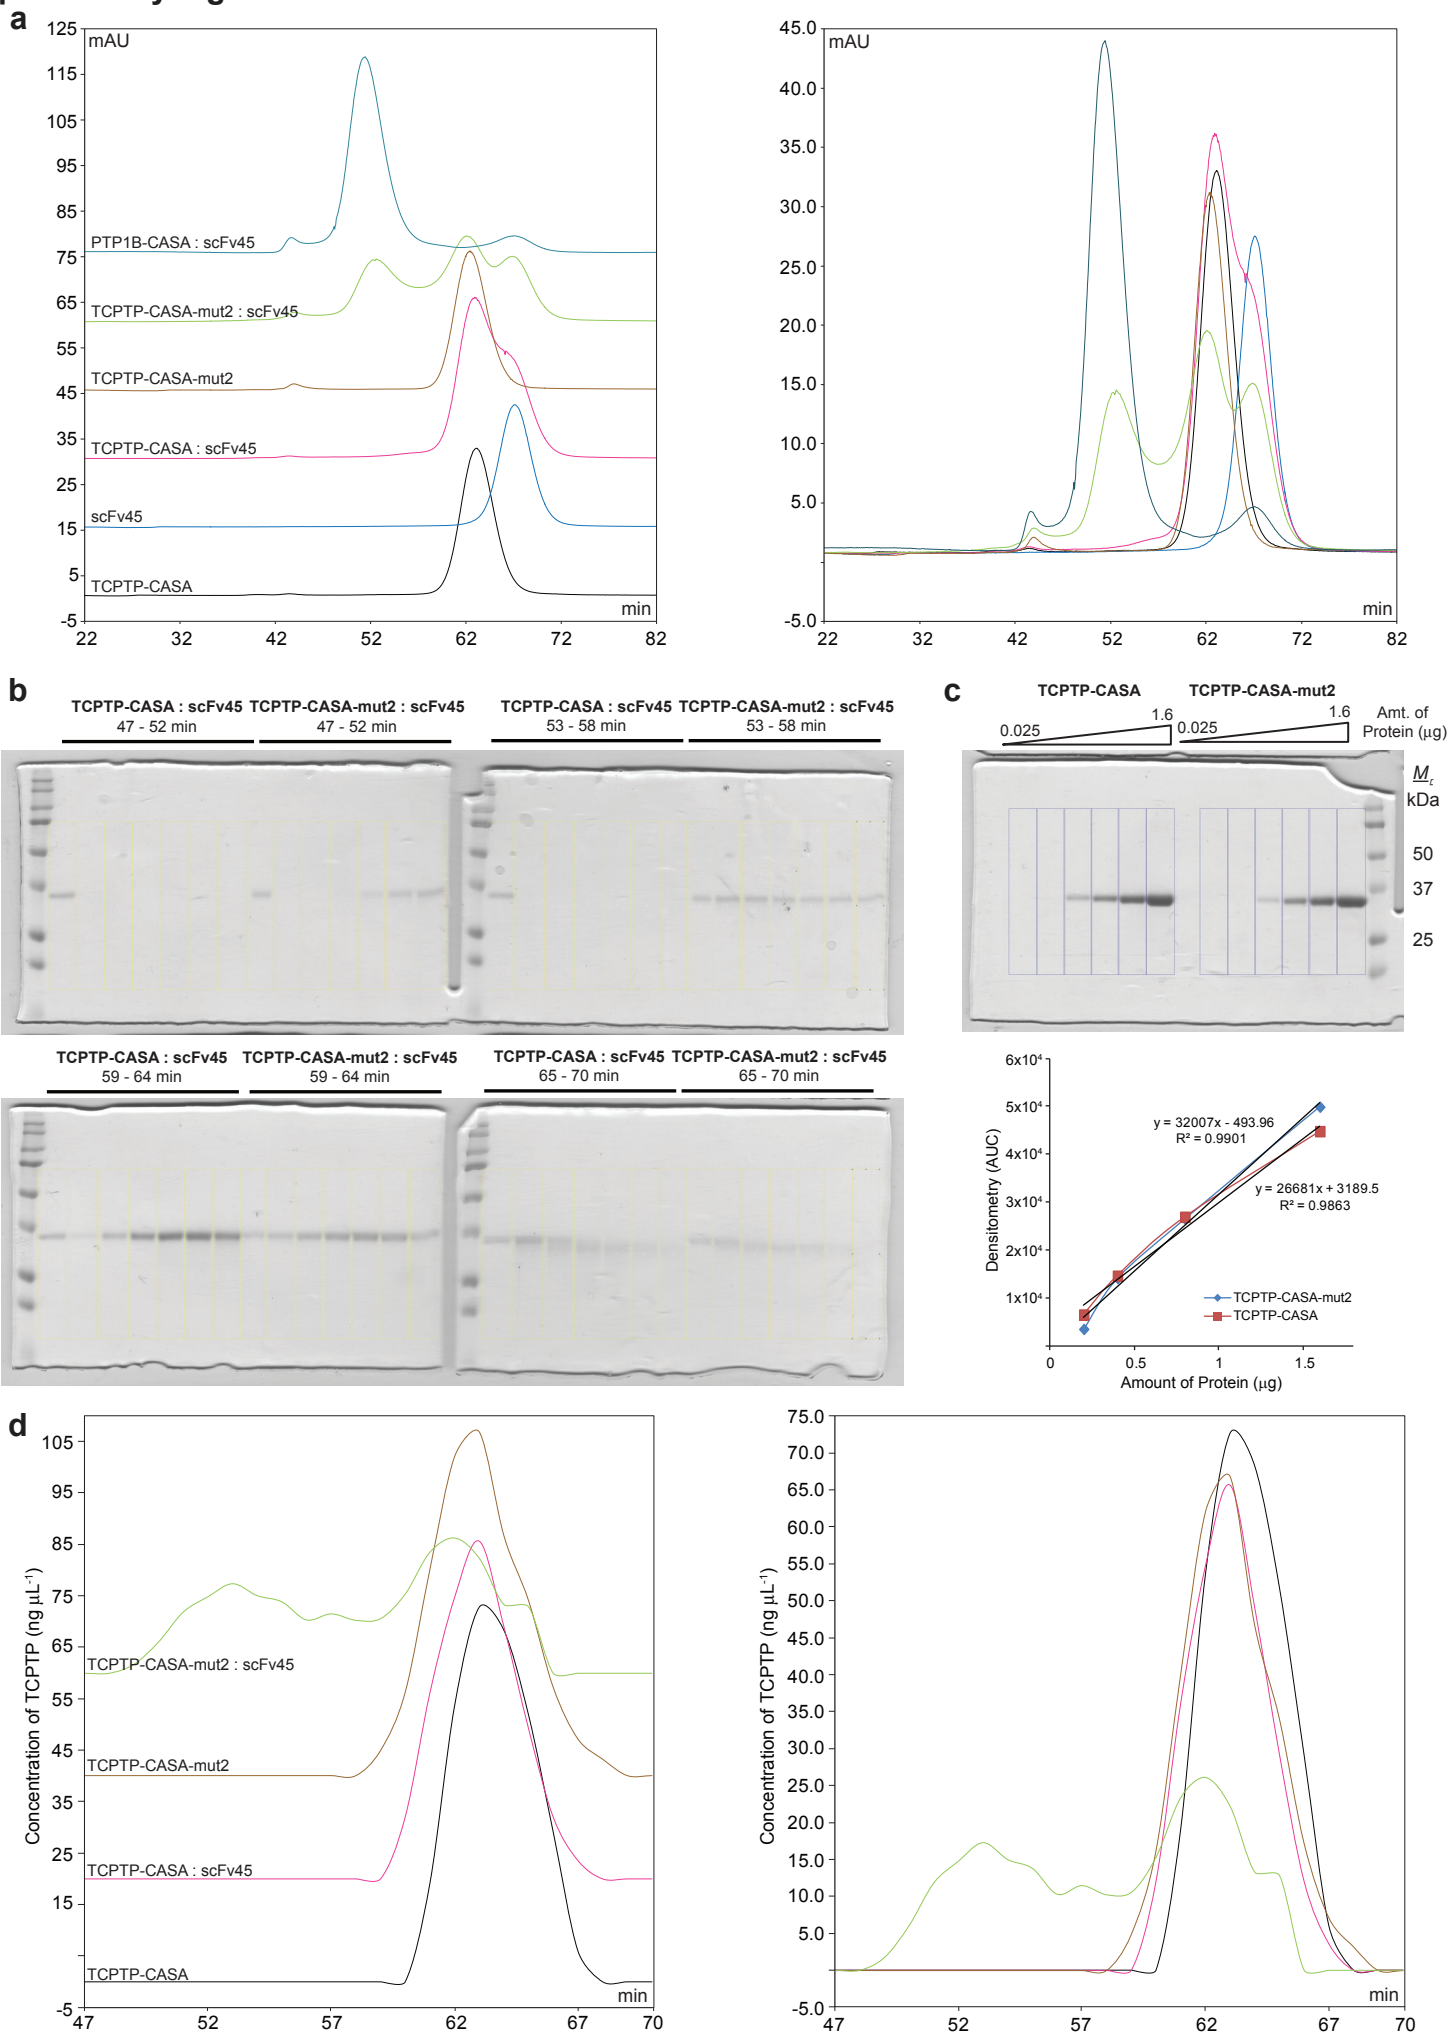 a
125
mAU
115
105
95
85
PTP1B-CASA : scFv45
75
TCPTP-CASA-mut2 : scFv45
65
55
TCPTP-CASA-mut2
45
35
TCPTP-CASA : scFv45
25
scFv45
15
5
TCPTP-CASA
min
-5
22 32 42 52 62 72 82
45.0
mAU
40.0
35.0
30.0
25.0
20.0
15.0
10.0
5.0
min
-5.0
22 32 42 52 62 72 82
b
TCPTP-CASA : scFv45 TCPTP-CASA-mut2 : scFv45
47 - 52 min 47 - 52 min
TCPTP-CASA : scFv45 TCPTP-CASA-mut2 : scFv45
53 - 58 min 53 - 58 min
TCPTP-CASA : scFv45 TCPTP-CASA-mut2 : scFv45
59 - 64 min 59 - 64 min
TCPTP-CASA : scFv45 TCPTP-CASA-mut2 : scFv45
65 - 70 min 65 - 70 min
c
TCPTP-CASA TCPTP-CASA-mut2
0.025 1.6 0.025 1.6 Amt. of
Protein (µg)
kDa
50
37
25
6x10⁴
5x10⁴
4x10⁴
3x10⁴
2x10⁴
1x10⁴
0
Densitometry (AUC)
y = 32007x - 493.96
R² = 0.9901
y = 26681x + 3189.5
R² = 0.9863
TCPTP-CASA-mut2
TCPTP-CASA
0 0.5 1 1.5
Amount of Protein (µg)
d
Concentration of TCPTP (ng µL⁻¹)
105
95
85
75
65
TCPTP-CASA-mut2 : scFv45
55
45
TCPTP-CASA-mut2
35
25
TCPTP-CASA : scFv45
15
TCPTP-CASA
min
-5
47 52 57 62 67 70
Concentration of TCPTP (ng µL⁻¹)
75.0
70.0
65.0
60.0
55.0
50.0
45.0
40.0
35.0
30.0
25.0
20.0
15.0
10.0
5.0
min
-5.0
47 52 57 62 67 70